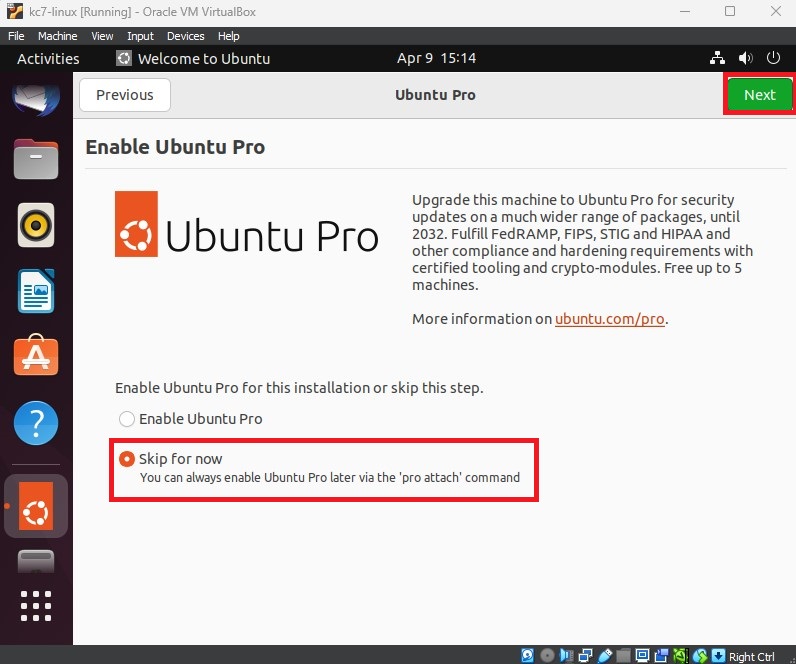 kc7-linux [Running] - Oracle VM VirtualBox
File Machine View Input Devices Help
Activities Welcome to Ubuntu Apr 9 15:14
Previous Ubuntu Pro Next
Enable Ubuntu Pro
Ubuntu Pro
Upgrade this machine to Ubuntu Pro for security
updates on a much wider range of packages, until
2032. Fulfill FedRAMP, FIPS, STIG and HIPAA and
other compliance and hardening requirements with
certified tooling and crypto-modules. Free up to 5
machines.
More information on ubuntu.com/pro.
Enable Ubuntu Pro for this installation or skip this step.
Enable Ubuntu Pro
Skip for now
You can always enable Ubuntu Pro later via the 'pro attach' command
Right Ctrl